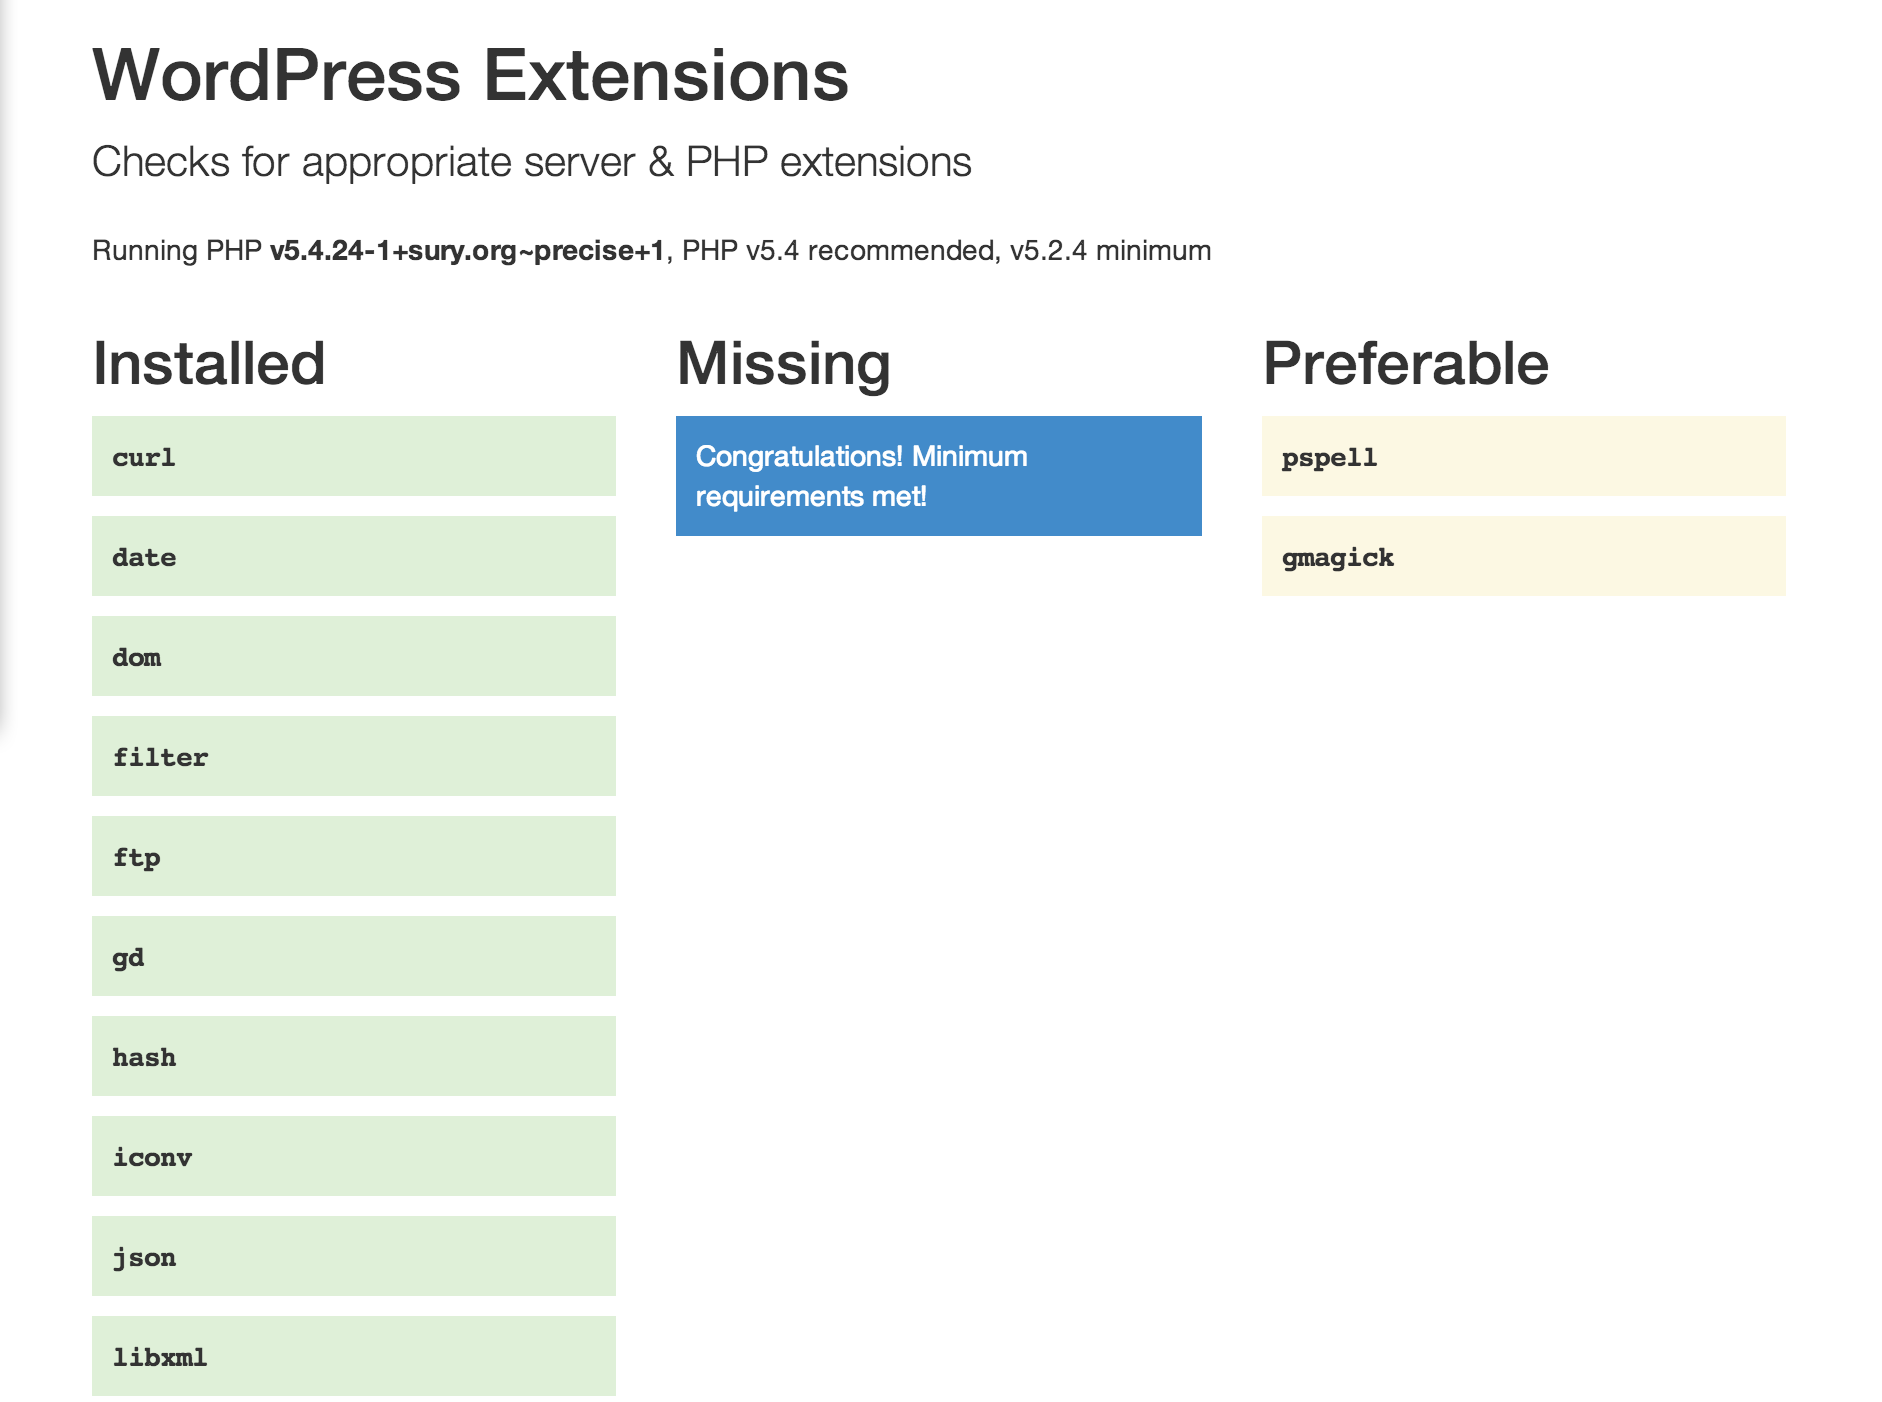 WordPress Extensions
Checks for appropriate server & PHP extensions
Running PHP v5.4.24-1+sury.org~precise+1, PHP v5.4 recommended, v5.2.4 minimum
Installed
curl
date
dom
filter
ftp
gd
hash
iconv
json
libxml
Missing
Congratulations! Minimum
requirements met!
Preferable
pspell
gmagick